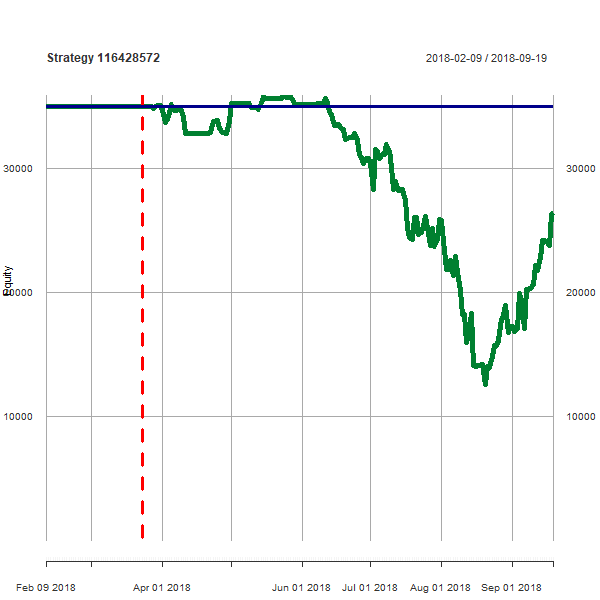 Strategy 116428572
2018-02-09 / 2018-09-19
30000
30000
Equity
20000
20000
10000
10000
Feb 09 2018
Apr 01 2018
Jun 01 2018
Jul 01 2018
Aug 01 2018
Sep 01 2018